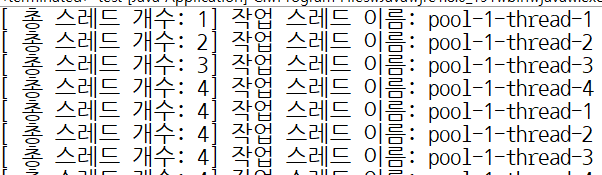 [ 총 스레드 개수: 1] 작업 스레드 이름: pool-1-thread-1
[ 총 스레드 개수: 2] 작업 스레드 이름: pool-1-thread-2
[ 총 스레드 개수: 3] 작업 스레드 이름: pool-1-thread-3
[ 총 스레드 개수: 4] 작업 스레드 이름: pool-1-thread-4
[ 총 스레드 개수: 4] 작업 스레드 이름: pool-1-thread-1
[ 총 스레드 개수: 4] 작업 스레드 이름: pool-1-thread-2
[ 총 스레드 개수: 4] 작업 스레드 이름: pool-1-thread-3